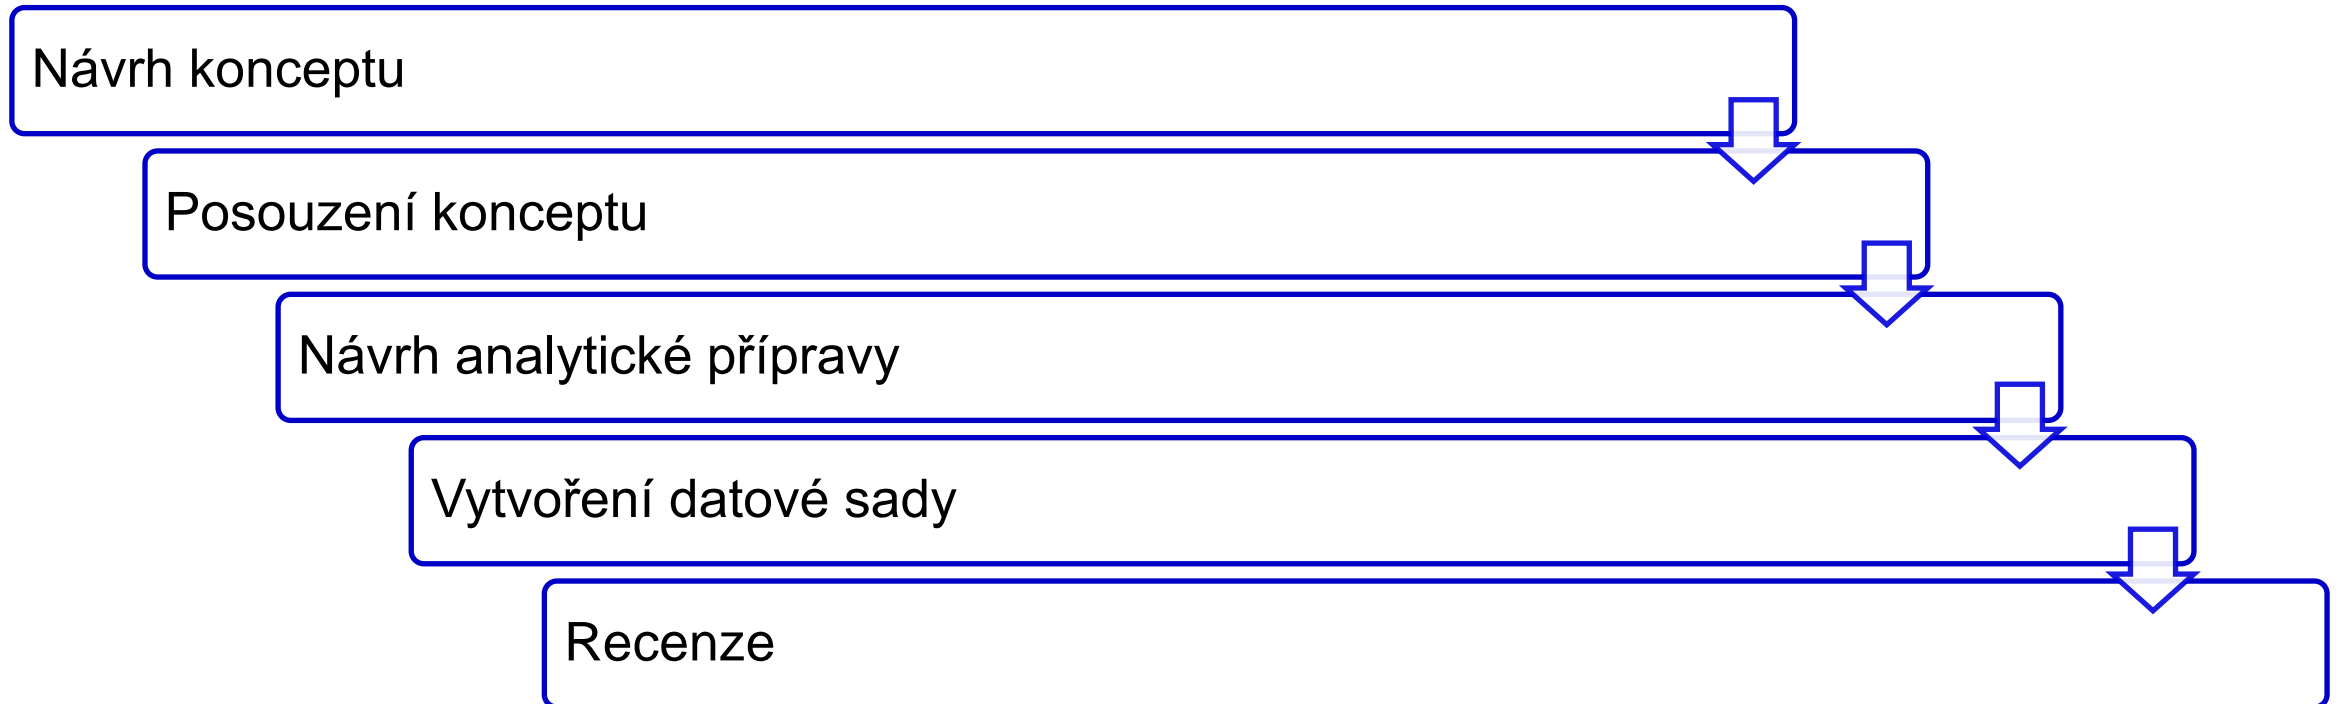 Návrh konceptu
Posouzení konceptu
Návrh analytické přípravy
Vytvoření datové sady
Recenze